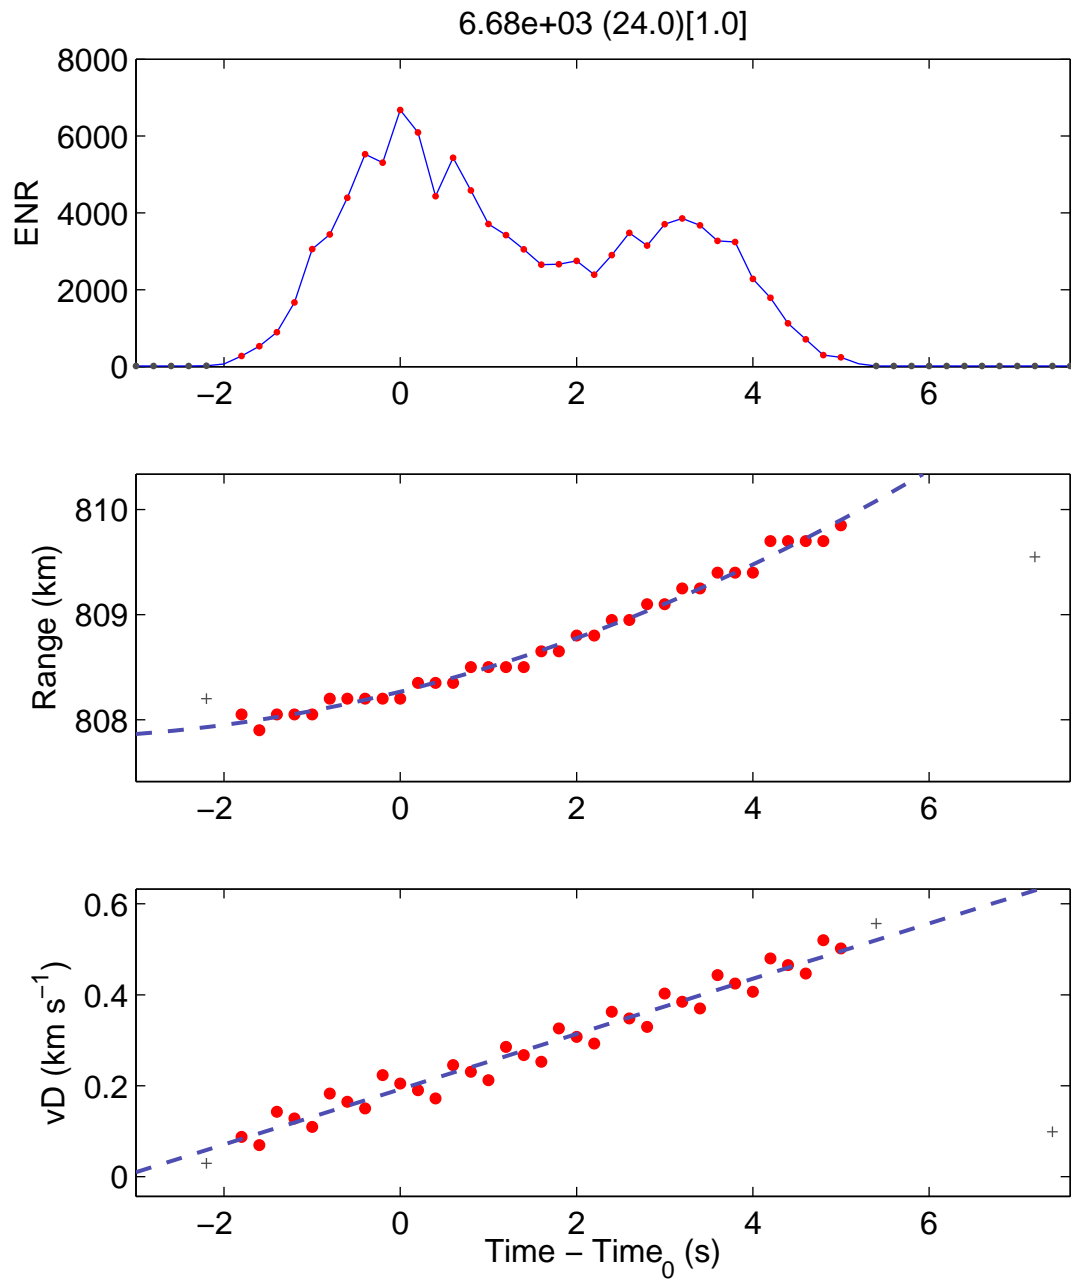 6.68e+03 (24.0)[1.0]
8000
6000
4000
2000
0
ENR
−2 0 2 4 6
810
809
808
Range (km)
−2 0 2 4 6
0.6
0.4
0.2
0
vD (km s⁻¹)
−2 0 2 4 6
Time − Time₀ (s)